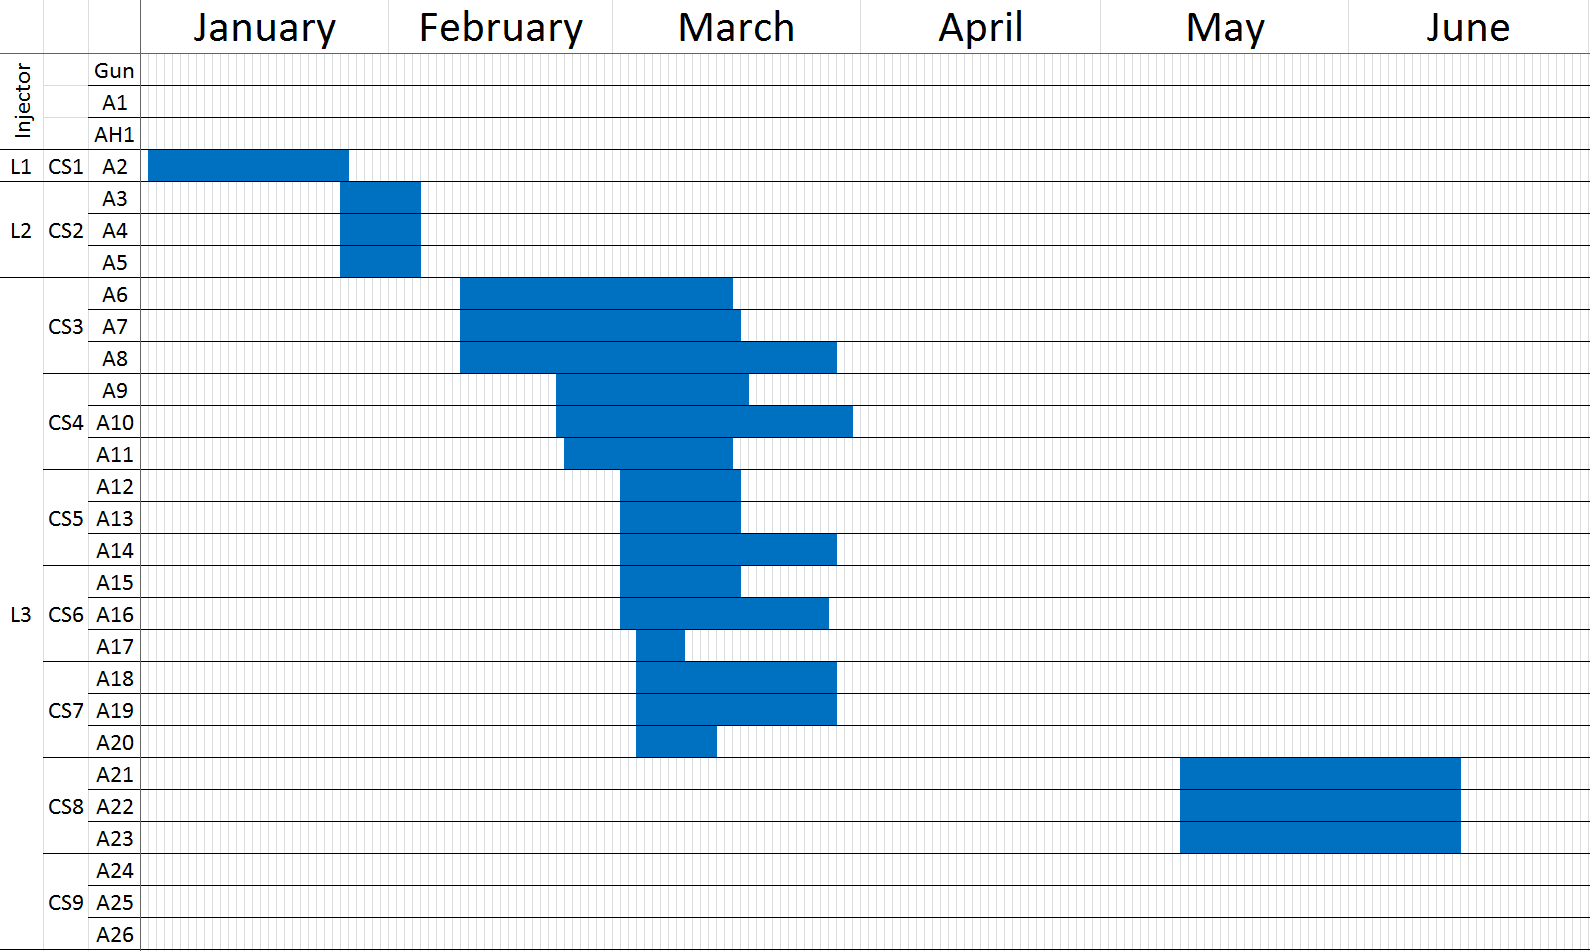 January February March April May June
Injector Gun
A1
AH1
L1 CS1 A2
A3
L2 CS2 A4
A5
A6
CS3 A7
A8
A9
CS4 A10
A11
A12
CS5 A13
A14
A15
L3 CS6 A16
A17
A18
CS7 A19
A20
A21
CS8 A22
A23
A24
CS9 A25
A26